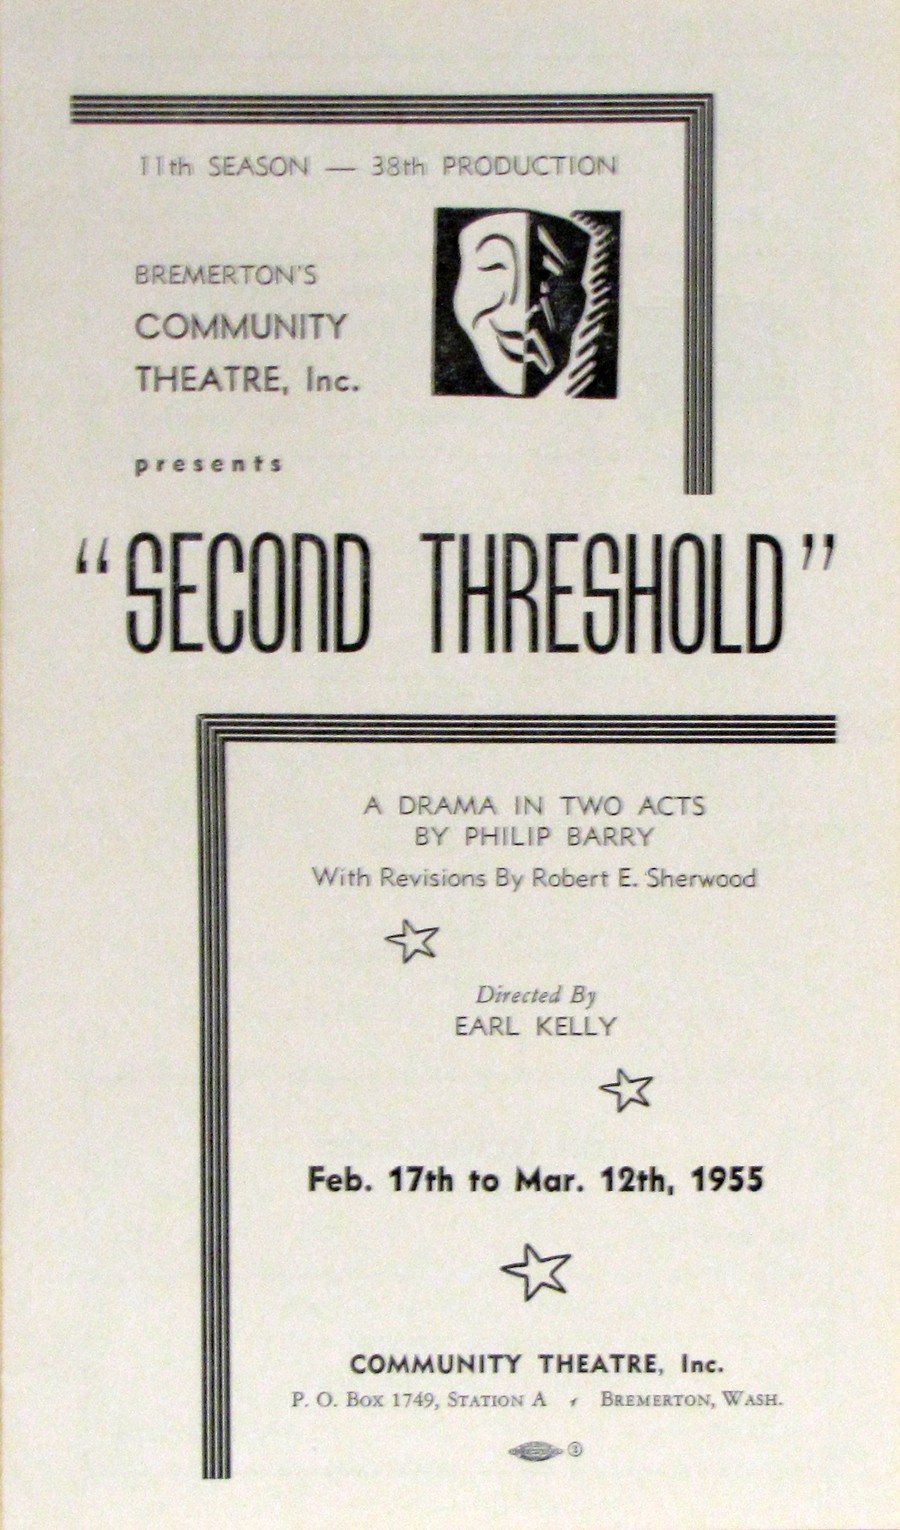 11th SEASON — 38th PRODUCTION
BREMERTON'S
COMMUNITY
THEATRE, Inc.
presents
“SECOND THRESHOLD”
A DRAMA IN TWO ACTS
BY PHILIP BARRY
With Revisions By Robert E. Sherwood
Directed By
EARL KELLY
Feb. 17th to Mar. 12th, 1955
COMMUNITY THEATRE, Inc.
P. O. Box 1749, Station A Bremerton, Wash.